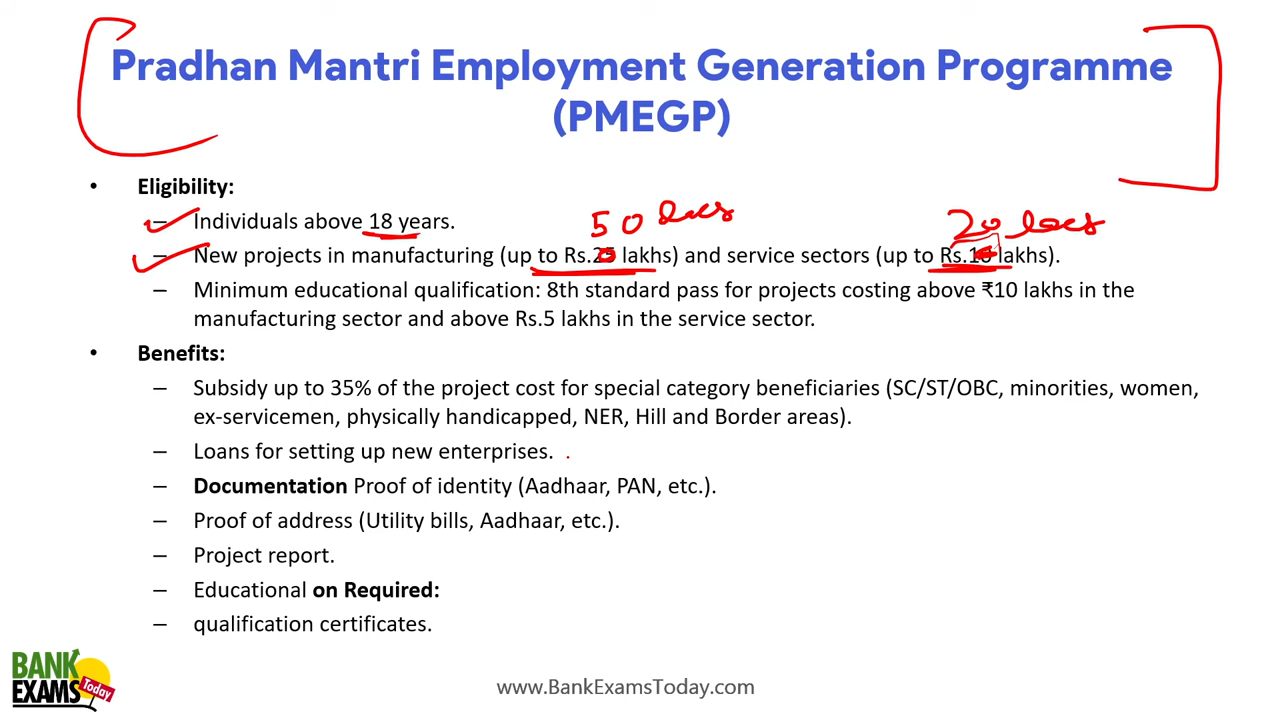 Pradhan Mantri Employment Generation Programme
(PMEGP)
• Eligibility:
– Individuals above 18 years.
50 lacs 20 lacs
– New projects in manufacturing (up to Rs.25 lakhs) and service sectors (up to Rs.10 lakhs).
– Minimum educational qualification: 8th standard pass for projects costing above ₹10 lakhs in the
manufacturing sector and above Rs.5 lakhs in the service sector.
• Benefits:
– Subsidy up to 35% of the project cost for special category beneficiaries (SC/ST/OBC, minorities, women,
ex-servicemen, physically handicapped, NER, Hill and Border areas).
– Loans for setting up new enterprises.
– Documentation Proof of identity (Aadhaar, PAN, etc.).
– Proof of address (Utility bills, Aadhaar, etc.).
– Project report.
– Educational on Required:
– qualification certificates.
BANK
EXAMS
Today
www.BankExamsToday.com